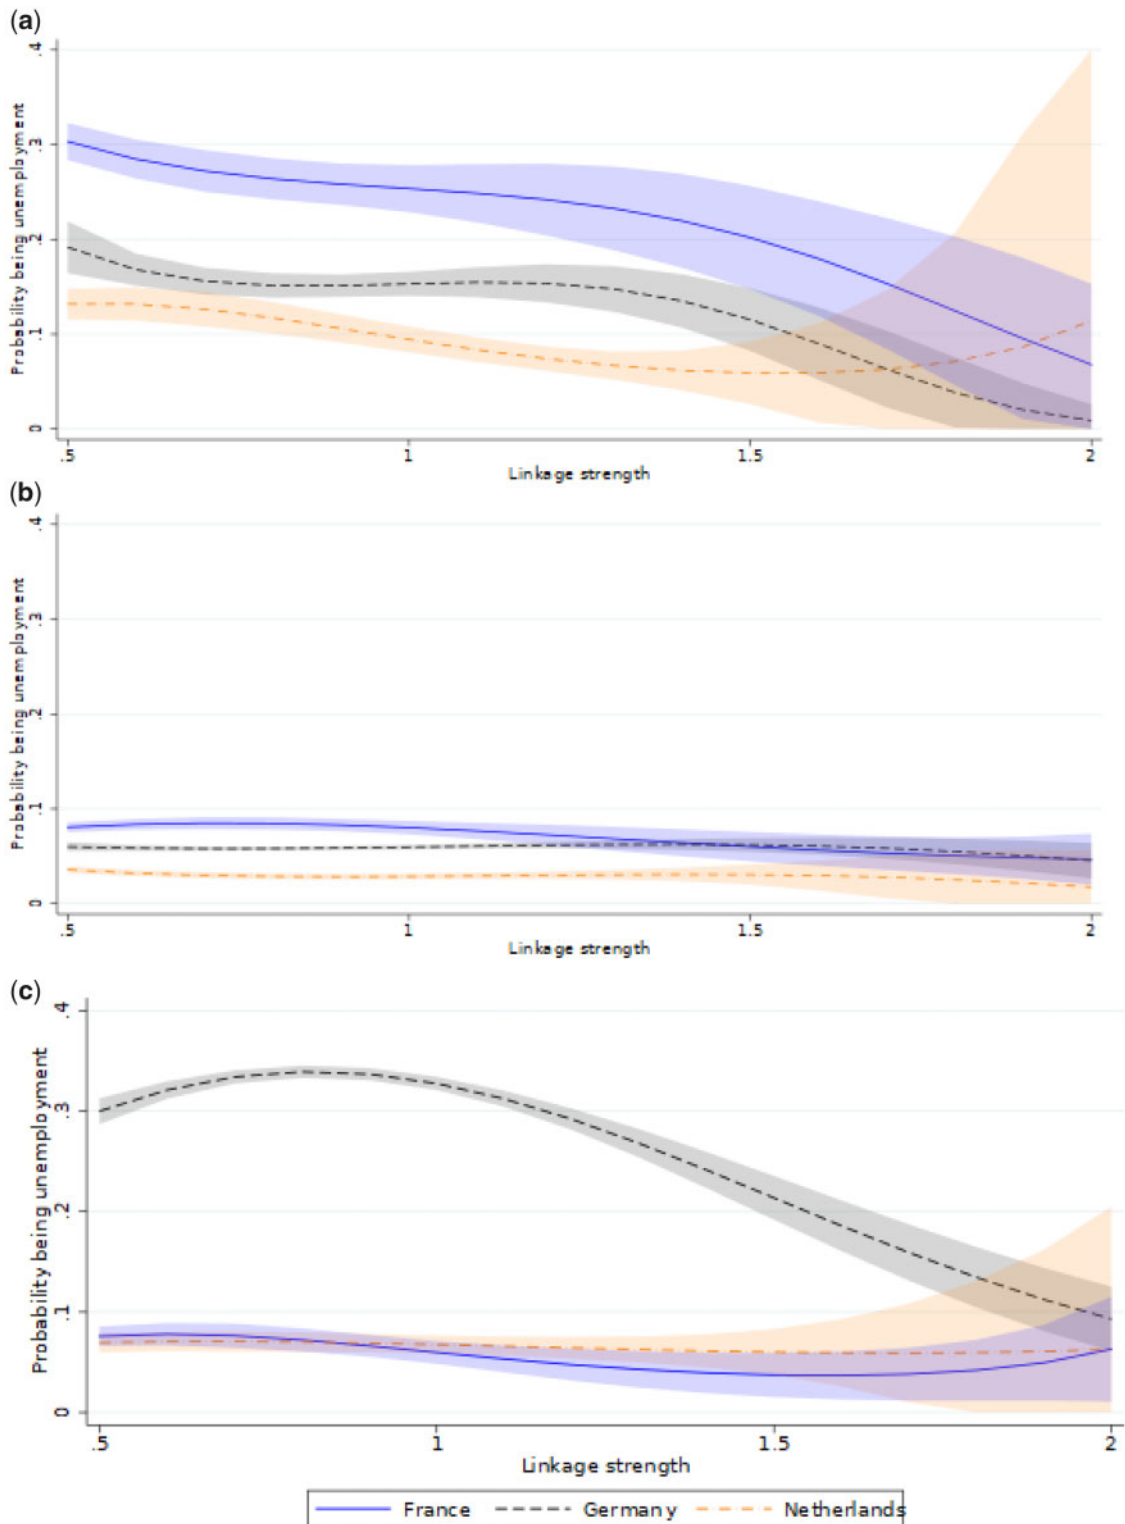 (a)
Probability being unemployment
.4
.3
.2
.1
0
.5 1 1.5 2
Linkage strength
(b)
Probability being unemployment
.4
.3
.2
.1
0
.5 1 1.5 2
Linkage strength
(c)
Probability being unemployment
.4
.3
.2
.1
0
.5 1 1.5 2
Linkage strength
France Germany Netherlands